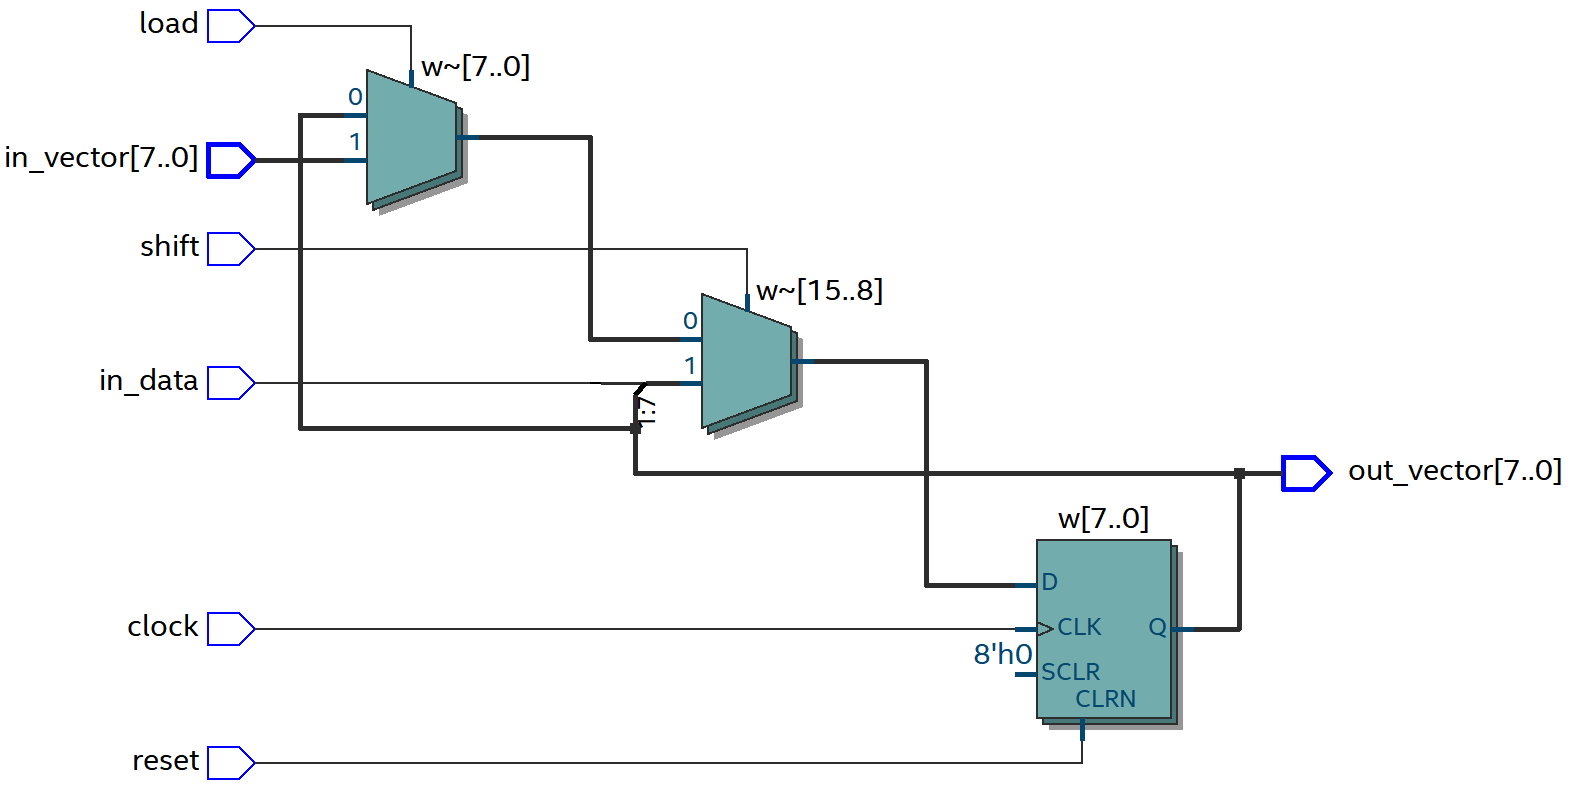 load
w~[7..0]
0
in_vector[7..0]
1
shift
w~[15..8]
0
1
in_data
1:7
out_vector[7..0]
w[7..0]
D
clock
CLK
Q
8'h0
SCLR
CLRN
reset